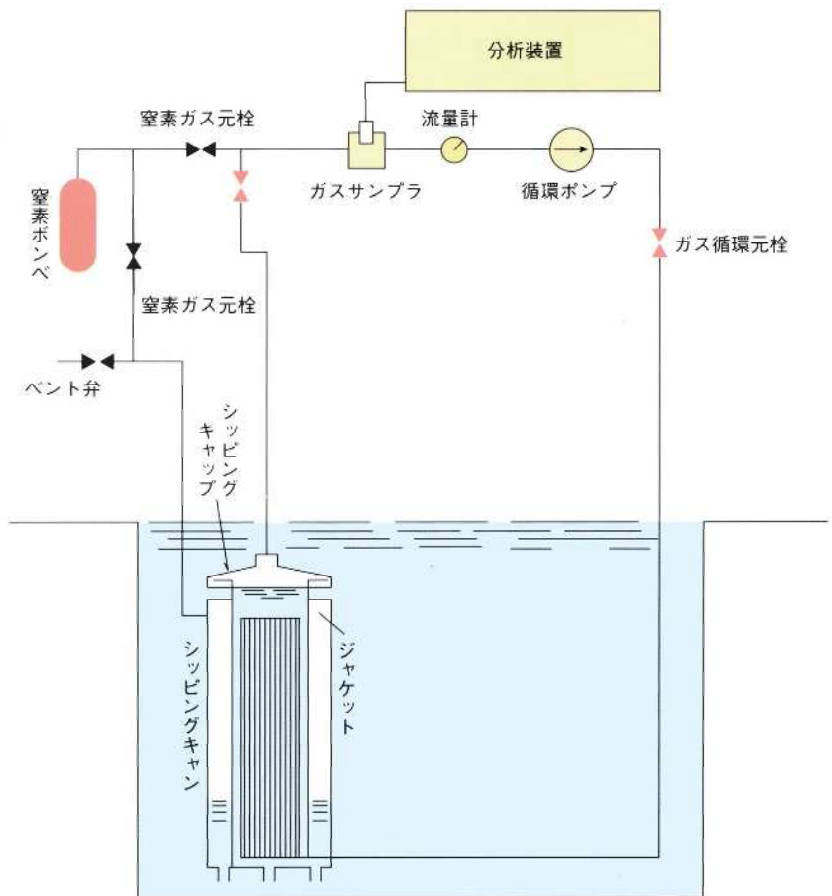 分析装置
窒素ガス元栓
流量計
窒素ボンベ
ガスサンプラ
循環ポンプ
ガス循環元栓
窒素ガス元栓
ベント弁
シッピング
キャップ
シッピングキャン
ジャケット